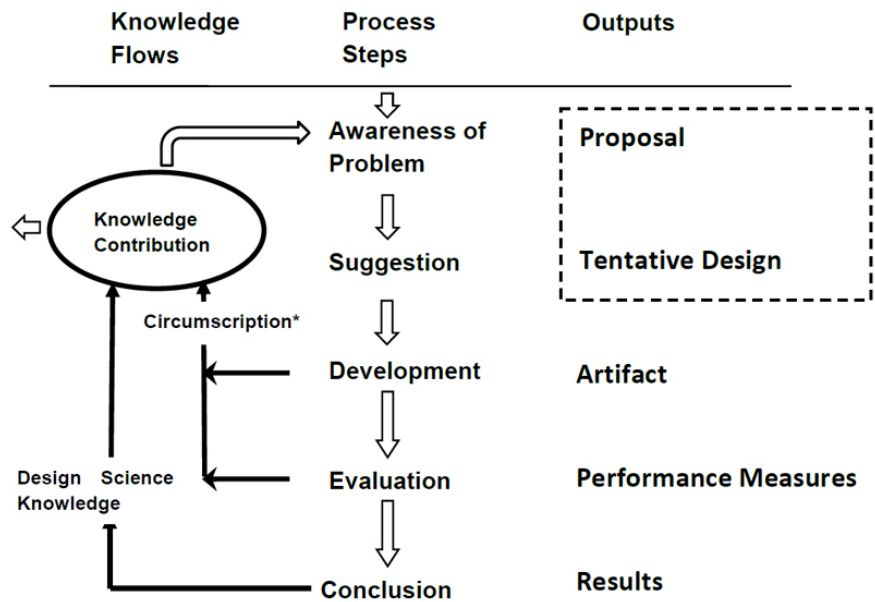 Knowledge
Flows
Process
Steps
Outputs
Awareness of
Problem
Proposal
Knowledge
Contribution
Suggestion
Tentative Design
Circumscription*
Development
Artifact
Design Science
Knowledge
Evaluation
Performance Measures
Conclusion
Results